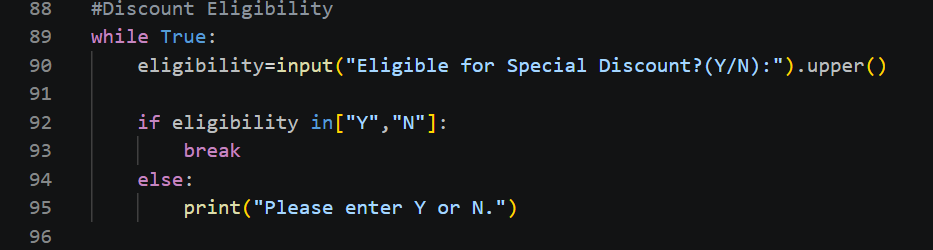 88 #Discount Eligibility
89 while True:
90     eligibility=input("Eligible for Special Discount?(Y/N):").upper()
91
92     if eligibility in["Y","N"]:
93         break
94     else:
95         print("Please enter Y or N.")
96